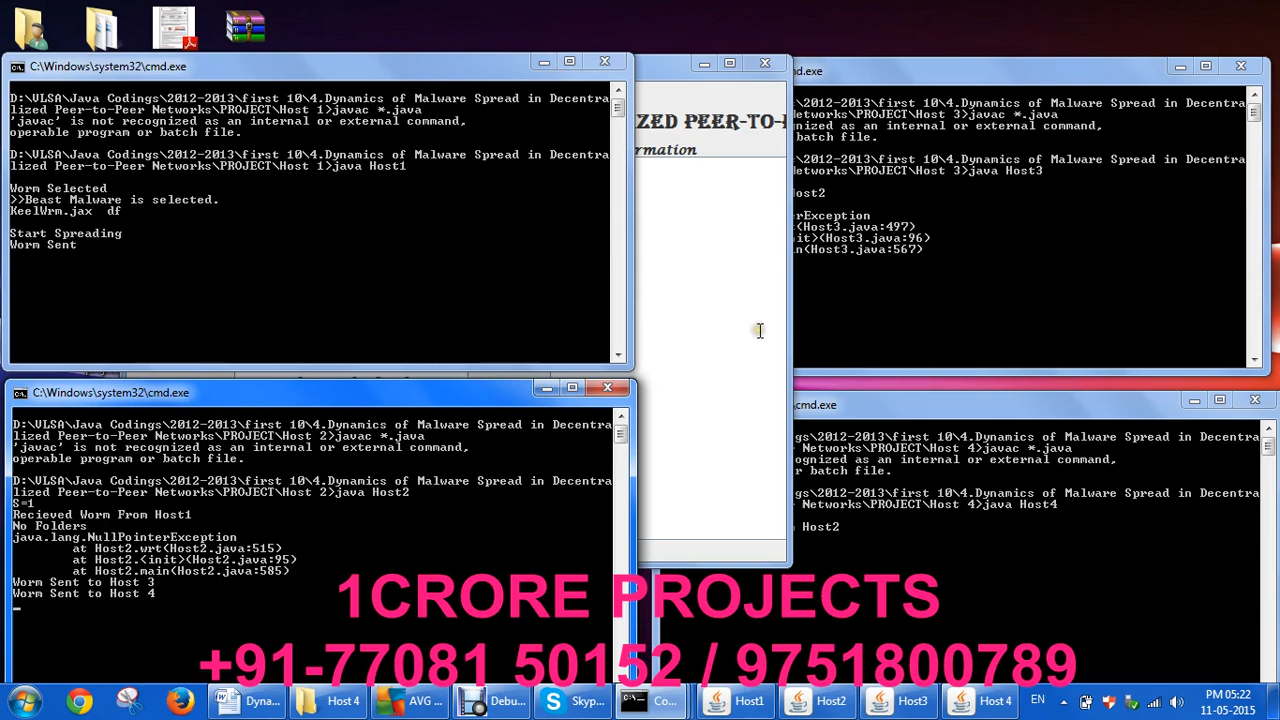 C:\Windows\system32\cmd.exe
D:\VLSA\Java Codings\2012-2013\first 10\4.Dynamics of Malware Spread in Decentra
lized Peer-to-Peer Networks\PROJECT\Host 1>javac *.java
'javac' is not recognized as an internal or external command,
operable program or batch file.
D:\VLSA\Java Codings\2012-2013\first 10\4.Dynamics of Malware Spread in Decentra
lized Peer-to-Peer Networks\PROJECT\Host 1>java Host1
Worm Selected
>>Beast Malware is selected.
KeelWrm.jax  df
Start Spreading
Worm Sent
ZED PEER-TO-
rmation
md.exe
gs\2012-2013\first 10\4.Dynamics of Malware Spread in Decentra
Networks\PROJECT\Host 3>javac *.java
gnized as an internal or external command,
batch file.
gs\2012-2013\first 10\4.Dynamics of Malware Spread in Decentra
Networks\PROJECT\Host 3>java Host3
Host2
erException
(Host3.java:497)
it>(Host3.java:96)
n(Host3.java:567)
C:\Windows\system32\cmd.exe
D:\VLSA\Java Codings\2012-2013\first 10\4.Dynamics of Malware Spread in Decentra
lized Peer-to-Peer Networks\PROJECT\Host 2>javac *.java
'javac' is not recognized as an internal or external command,
operable program or batch file.
D:\VLSA\Java Codings\2012-2013\first 10\4.Dynamics of Malware Spread in Decentra
lized Peer-to-Peer Networks\PROJECT\Host 2>java Host2
S=1
Recieved Worm From Host1
No Folders
java.lang.NullPointerException
at Host2.wrt(Host2.java:515)
at Host2.<init>(Host2.java:95)
at Host2.main(Host2.java:585)
Worm Sent to Host 3
Worm Sent to Host 4
cmd.exe
gs\2012-2013\first 10\4.Dynamics of Malware Spread in Decentra
Networks\PROJECT\Host 4>javac *.java
ognized as an internal or external command,
or batch file.
gs\2012-2013\first 10\4.Dynamics of Malware Spread in Decentra
Networks\PROJECT\Host 4>java Host4
Host2
1CRORE PROJECTS
+91-77081 50152 / 9751800789
Dyna...
Host 4
AVG ...
Debu...
Skyp...
Co...
Host1
Host2
Host3
Host 4
EN
PM 05:22
11-05-2015